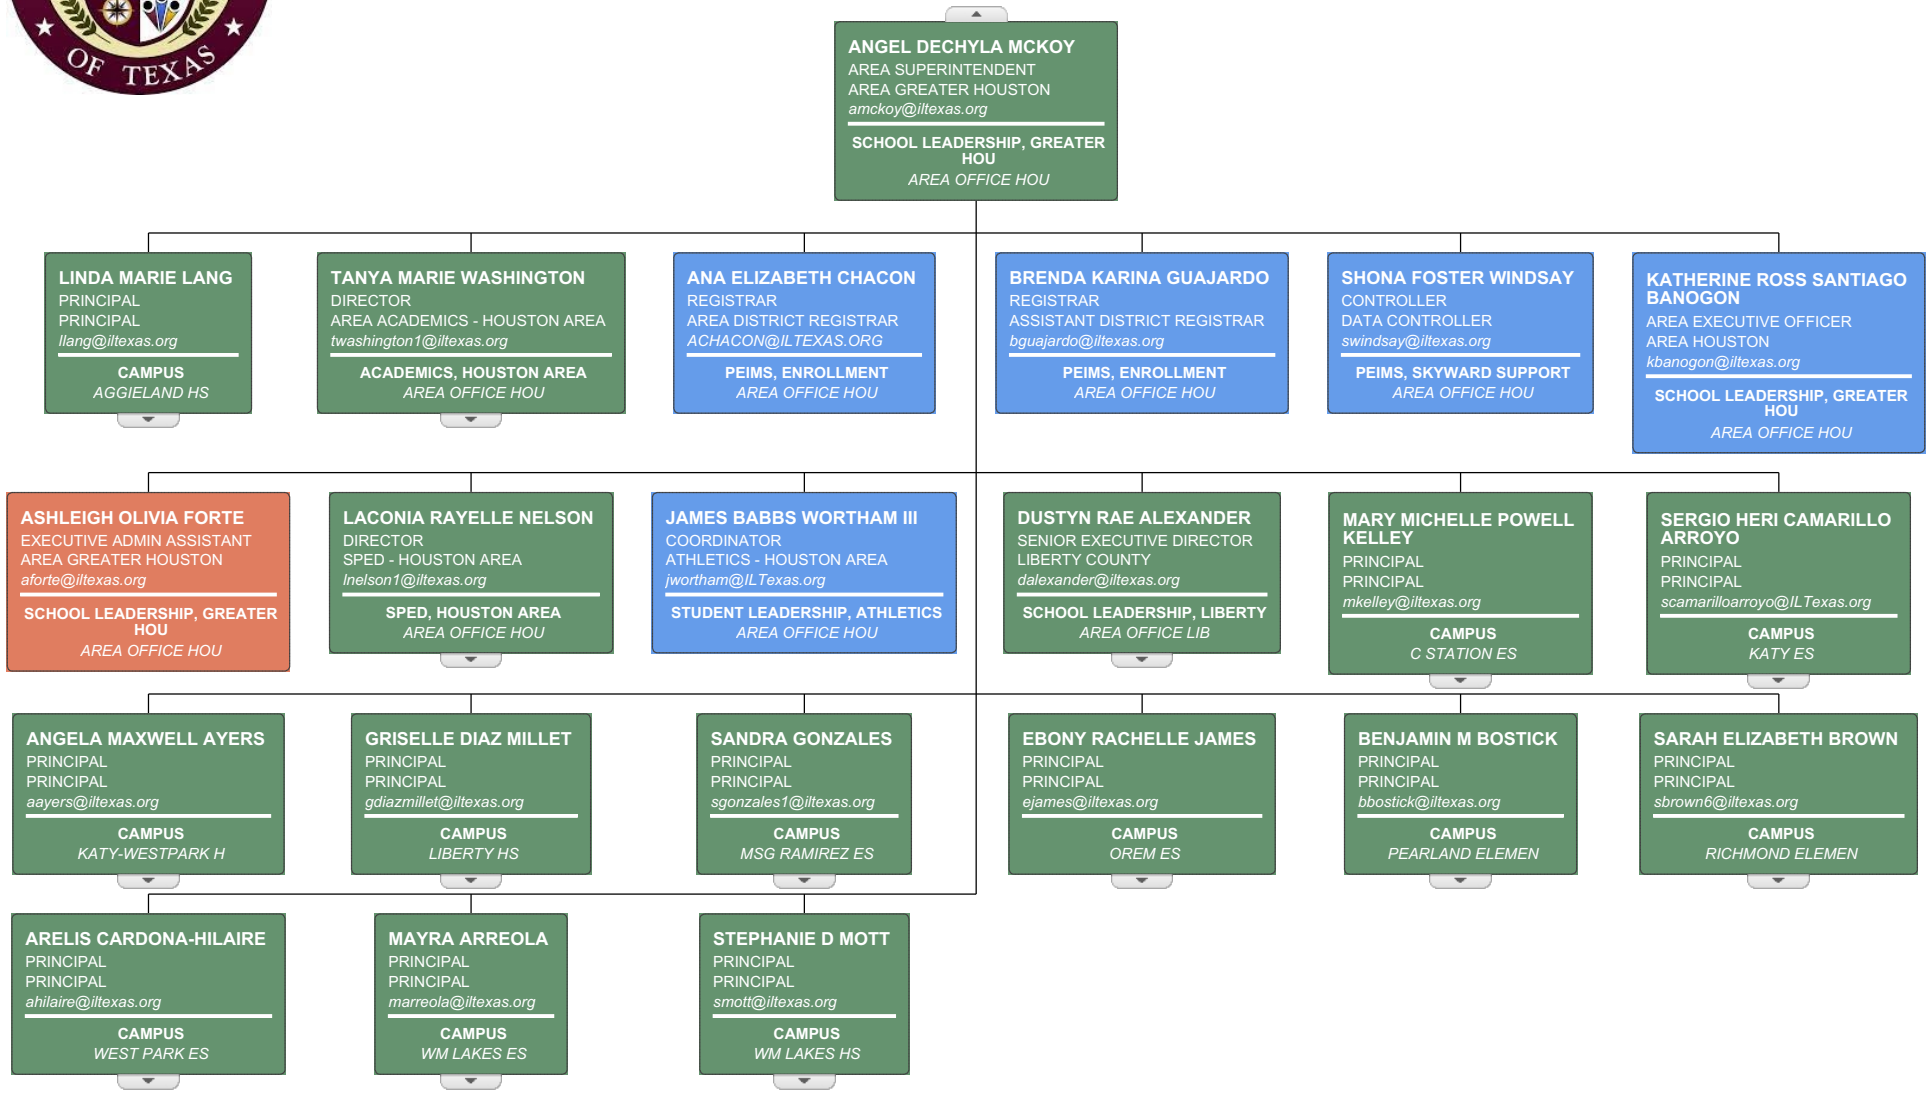 OF TEXAS
ANGEL DECHYLA MCKOY
AREA SUPERINTENDENT
AREA GREATER HOUSTON
amckoy@iltexas.org
SCHOOL LEADERSHIP, GREATER
HOU
AREA OFFICE HOU
LINDA MARIE LANG
PRINCIPAL
PRINCIPAL
llang@iltexas.org
CAMPUS
AGGIELAND HS
TANYA MARIE WASHINGTON
DIRECTOR
AREA ACADEMICS - HOUSTON AREA
twashington1@iltexas.org
ACADEMICS, HOUSTON AREA
AREA OFFICE HOU
ANA ELIZABETH CHACON
REGISTRAR
AREA DISTRICT REGISTRAR
ACHACON@ILTEXAS.ORG
PEIMS, ENROLLMENT
AREA OFFICE HOU
BRENDA KARINA GUAJARDO
REGISTRAR
ASSISTANT DISTRICT REGISTRAR
bguajardo@iltexas.org
PEIMS, ENROLLMENT
AREA OFFICE HOU
SHONA FOSTER WINDSAY
CONTROLLER
DATA CONTROLLER
swindsay@iltexas.org
PEIMS, SKYWARD SUPPORT
AREA OFFICE HOU
KATHERINE ROSS SANTIAGO
BANOGON
AREA EXECUTIVE OFFICER
AREA HOUSTON
kbanogon@iltexas.org
SCHOOL LEADERSHIP, GREATER
HOU
AREA OFFICE HOU
ASHLEIGH OLIVIA FORTE
EXECUTIVE ADMIN ASSISTANT
AREA GREATER HOUSTON
aforte@iltexas.org
SCHOOL LEADERSHIP, GREATER
HOU
AREA OFFICE HOU
LACONIA RAYELLE NELSON
DIRECTOR
SPED - HOUSTON AREA
lnelson1@iltexas.org
SPED, HOUSTON AREA
AREA OFFICE HOU
JAMES BABBS WORTHAM III
COORDINATOR
ATHLETICS - HOUSTON AREA
jwortham@ILTexas.org
STUDENT LEADERSHIP, ATHLETICS
AREA OFFICE HOU
DUSTYN RAE ALEXANDER
SENIOR EXECUTIVE DIRECTOR
LIBERTY COUNTY
dalexander@iltexas.org
SCHOOL LEADERSHIP, LIBERTY
AREA OFFICE LIB
MARY MICHELLE POWELL
KELLEY
PRINCIPAL
PRINCIPAL
mkelley@iltexas.org
CAMPUS
C STATION ES
SERGIO HERI CAMARILLO
ARROYO
PRINCIPAL
PRINCIPAL
scamarilloarroyo@ILTexas.org
CAMPUS
KATY ES
ANGELA MAXWELL AYERS
PRINCIPAL
PRINCIPAL
aayers@iltexas.org
CAMPUS
KATY-WESTPARK H
GRISELLE DIAZ MILLET
PRINCIPAL
PRINCIPAL
gdiazmillet@iltexas.org
CAMPUS
LIBERTY HS
SANDRA GONZALES
PRINCIPAL
PRINCIPAL
sgonzales1@iltexas.org
CAMPUS
MSG RAMIREZ ES
EBONY RACHELLE JAMES
PRINCIPAL
PRINCIPAL
ejames@iltexas.org
CAMPUS
OREM ES
BENJAMIN M BOSTICK
PRINCIPAL
PRINCIPAL
bbostick@iltexas.org
CAMPUS
PEARLAND ELEMEN
SARAH ELIZABETH BROWN
PRINCIPAL
PRINCIPAL
sbrown6@iltexas.org
CAMPUS
RICHMOND ELEMEN
ARELIS CARDONA-HILAIRE
PRINCIPAL
PRINCIPAL
ahilaire@iltexas.org
CAMPUS
WEST PARK ES
MAYRA ARREOLA
PRINCIPAL
PRINCIPAL
marreola@iltexas.org
CAMPUS
WM LAKES ES
STEPHANIE D MOTT
PRINCIPAL
PRINCIPAL
smott@iltexas.org
CAMPUS
WM LAKES HS